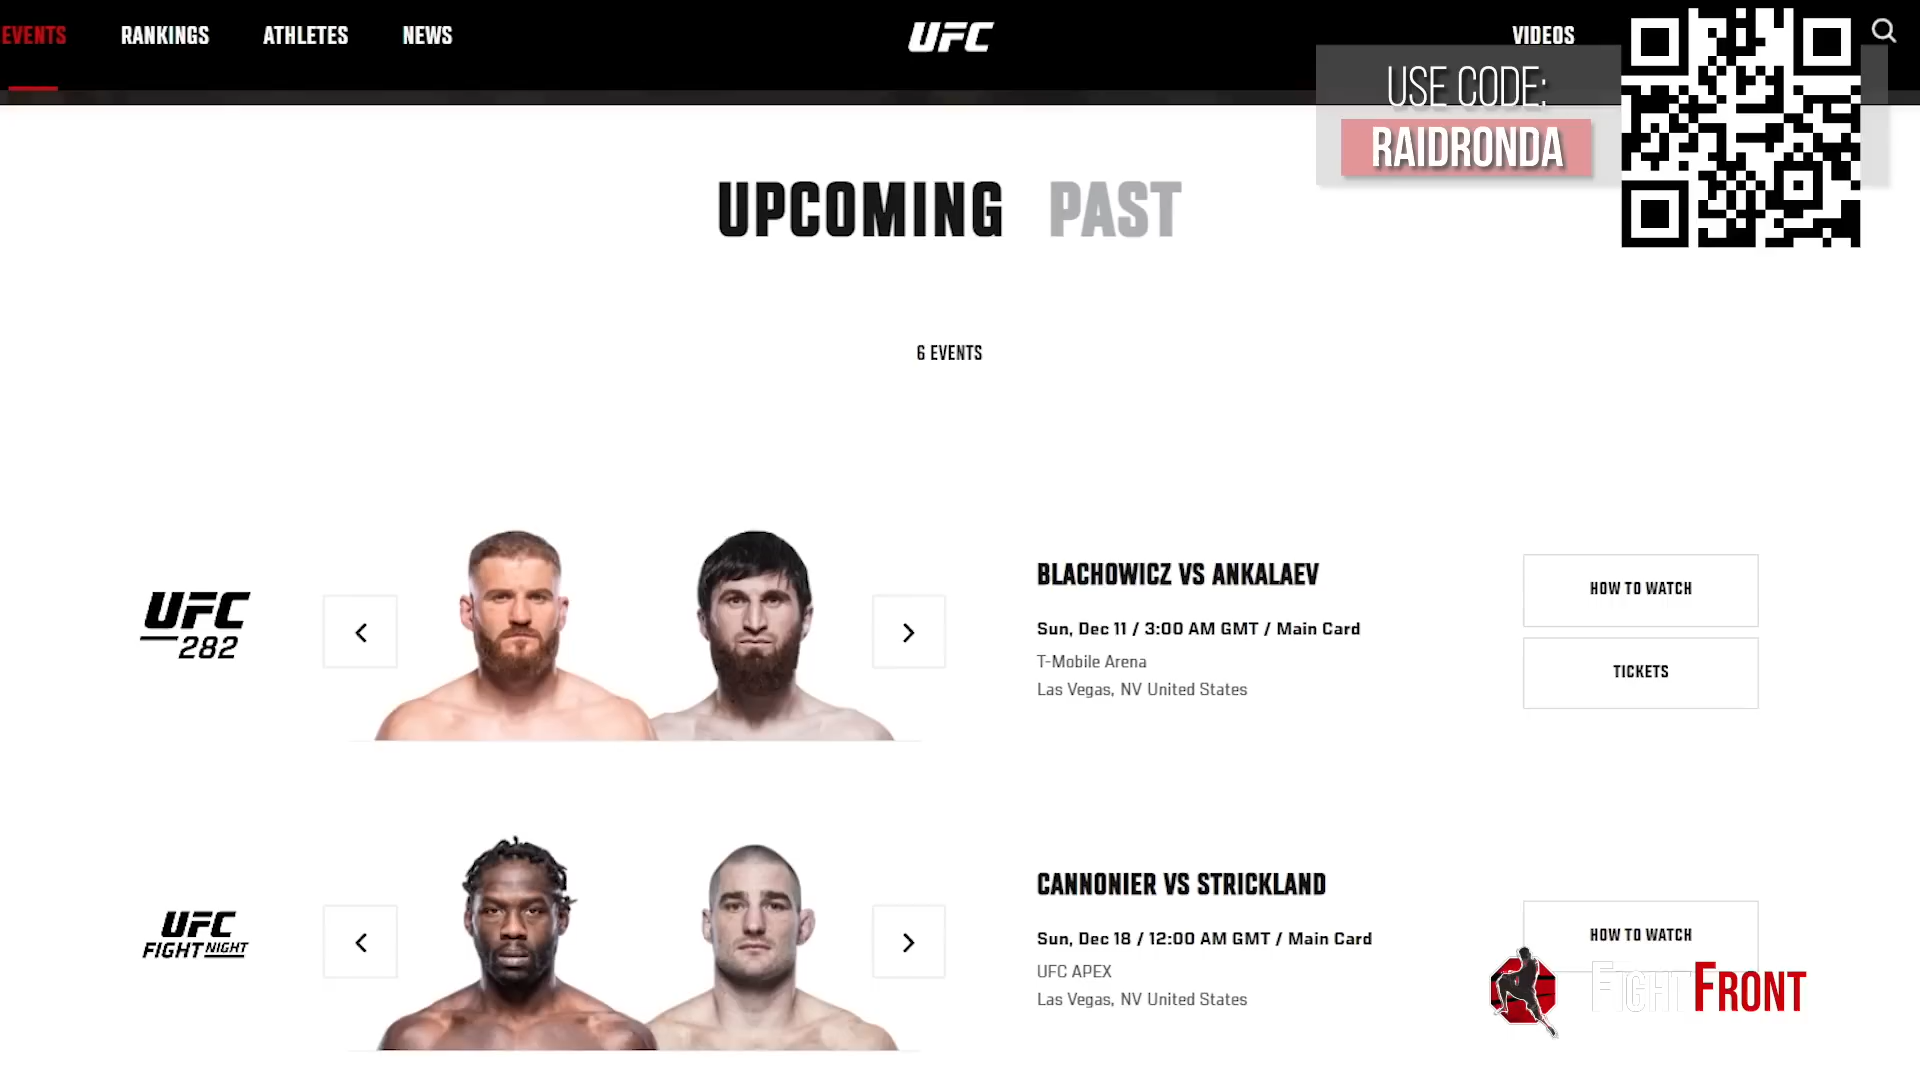 EVENTS
RANKINGS
ATHLETES
NEWS
UFC
VIDEOS
USE CODE:
RAIDRONDA
UPCOMING
PAST
6 EVENTS
UFC
282
BLACHOWICZ VS ANKALAEV
Sun, Dec 11 / 3:00 AM GMT / Main Card
T-Mobile Arena
Las Vegas, NV United States
HOW TO WATCH
TICKETS
UFC
FIGHT NIGHT
CANNONIER VS STRICKLAND
Sun, Dec 18 / 12:00 AM GMT / Main Card
UFC APEX
Las Vegas, NV United States
HOW TO WATCH
FIGHT FRONT